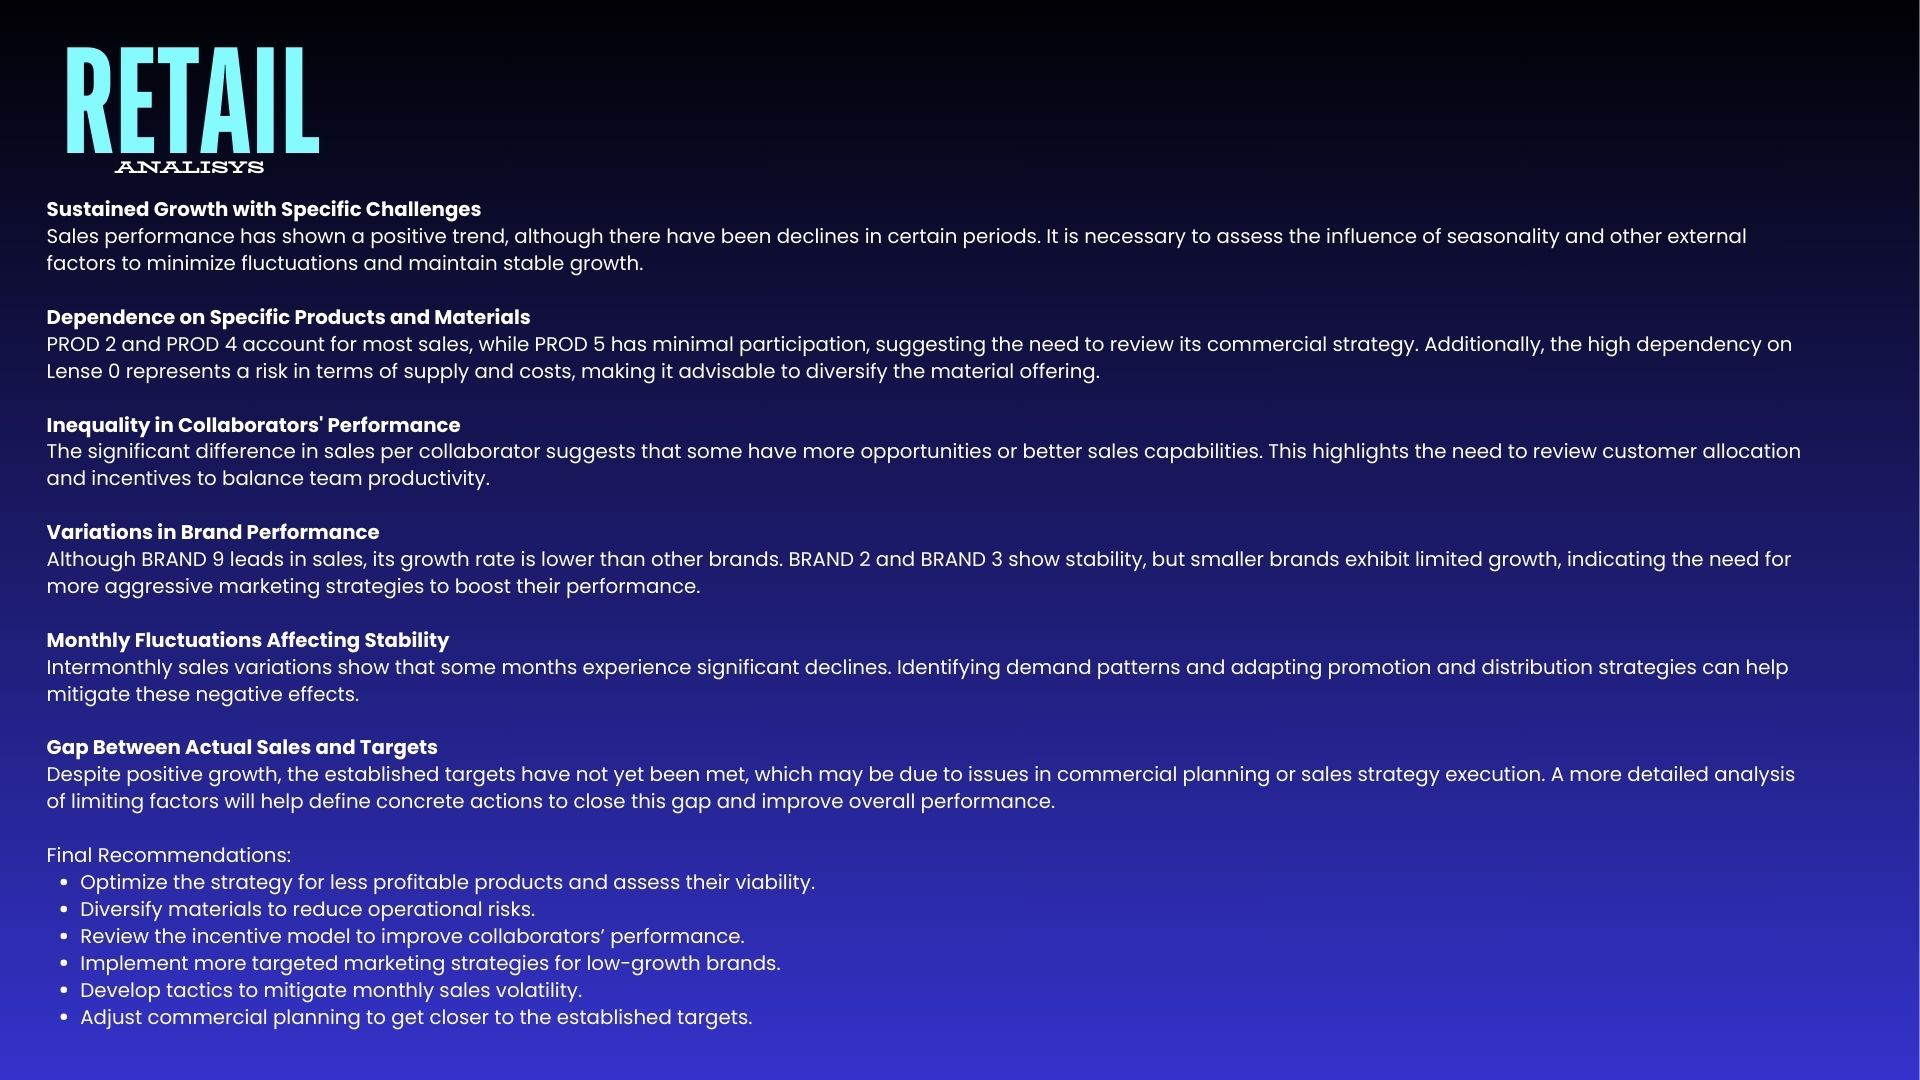 RETAIL
ANALISYS
Sustained Growth with Specific Challenges
Sales performance has shown a positive trend, although there have been declines in certain periods. It is necessary to assess the influence of seasonality and other external
factors to minimize fluctuations and maintain stable growth.
Dependence on Specific Products and Materials
PROD 2 and PROD 4 account for most sales, while PROD 5 has minimal participation, suggesting the need to review its commercial strategy. Additionally, the high dependency on
Lense 0 represents a risk in terms of supply and costs, making it advisable to diversify the material offering.
Inequality in Collaborators' Performance
The significant difference in sales per collaborator suggests that some have more opportunities or better sales capabilities. This highlights the need to review customer allocation
and incentives to balance team productivity.
Variations in Brand Performance
Although BRAND 9 leads in sales, its growth rate is lower than other brands. BRAND 2 and BRAND 3 show stability, but smaller brands exhibit limited growth, indicating the need for
more aggressive marketing strategies to boost their performance.
Monthly Fluctuations Affecting Stability
Intermonthly sales variations show that some months experience significant declines. Identifying demand patterns and adapting promotion and distribution strategies can help
mitigate these negative effects.
Gap Between Actual Sales and Targets
Despite positive growth, the established targets have not yet been met, which may be due to issues in commercial planning or sales strategy execution. A more detailed analysis
of limiting factors will help define concrete actions to close this gap and improve overall performance.
Final Recommendations:
• Optimize the strategy for less profitable products and assess their viability.
• Diversify materials to reduce operational risks.
• Review the incentive model to improve collaborators’ performance.
• Implement more targeted marketing strategies for low-growth brands.
• Develop tactics to mitigate monthly sales volatility.
• Adjust commercial planning to get closer to the established targets.